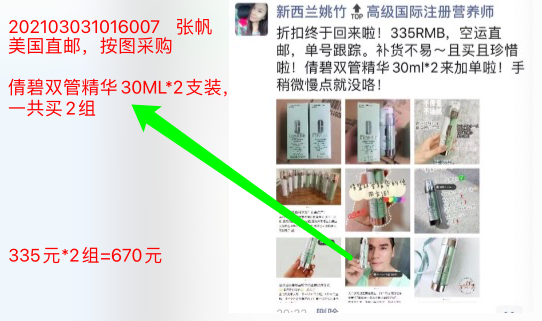 202103031016007 张帆
美国直邮，按图采购
倩碧双管精华30ML*2支装，
一共买2组
335元*2组=670元
新西兰姚竹 TOP 高级国际注册营养师
折扣终于回来啦！335RMB，空运直
邮，单号跟踪。补货不易～且买且珍惜
啦！倩碧双管精华30ml*2来加单啦！手
稍微慢点就没咯！